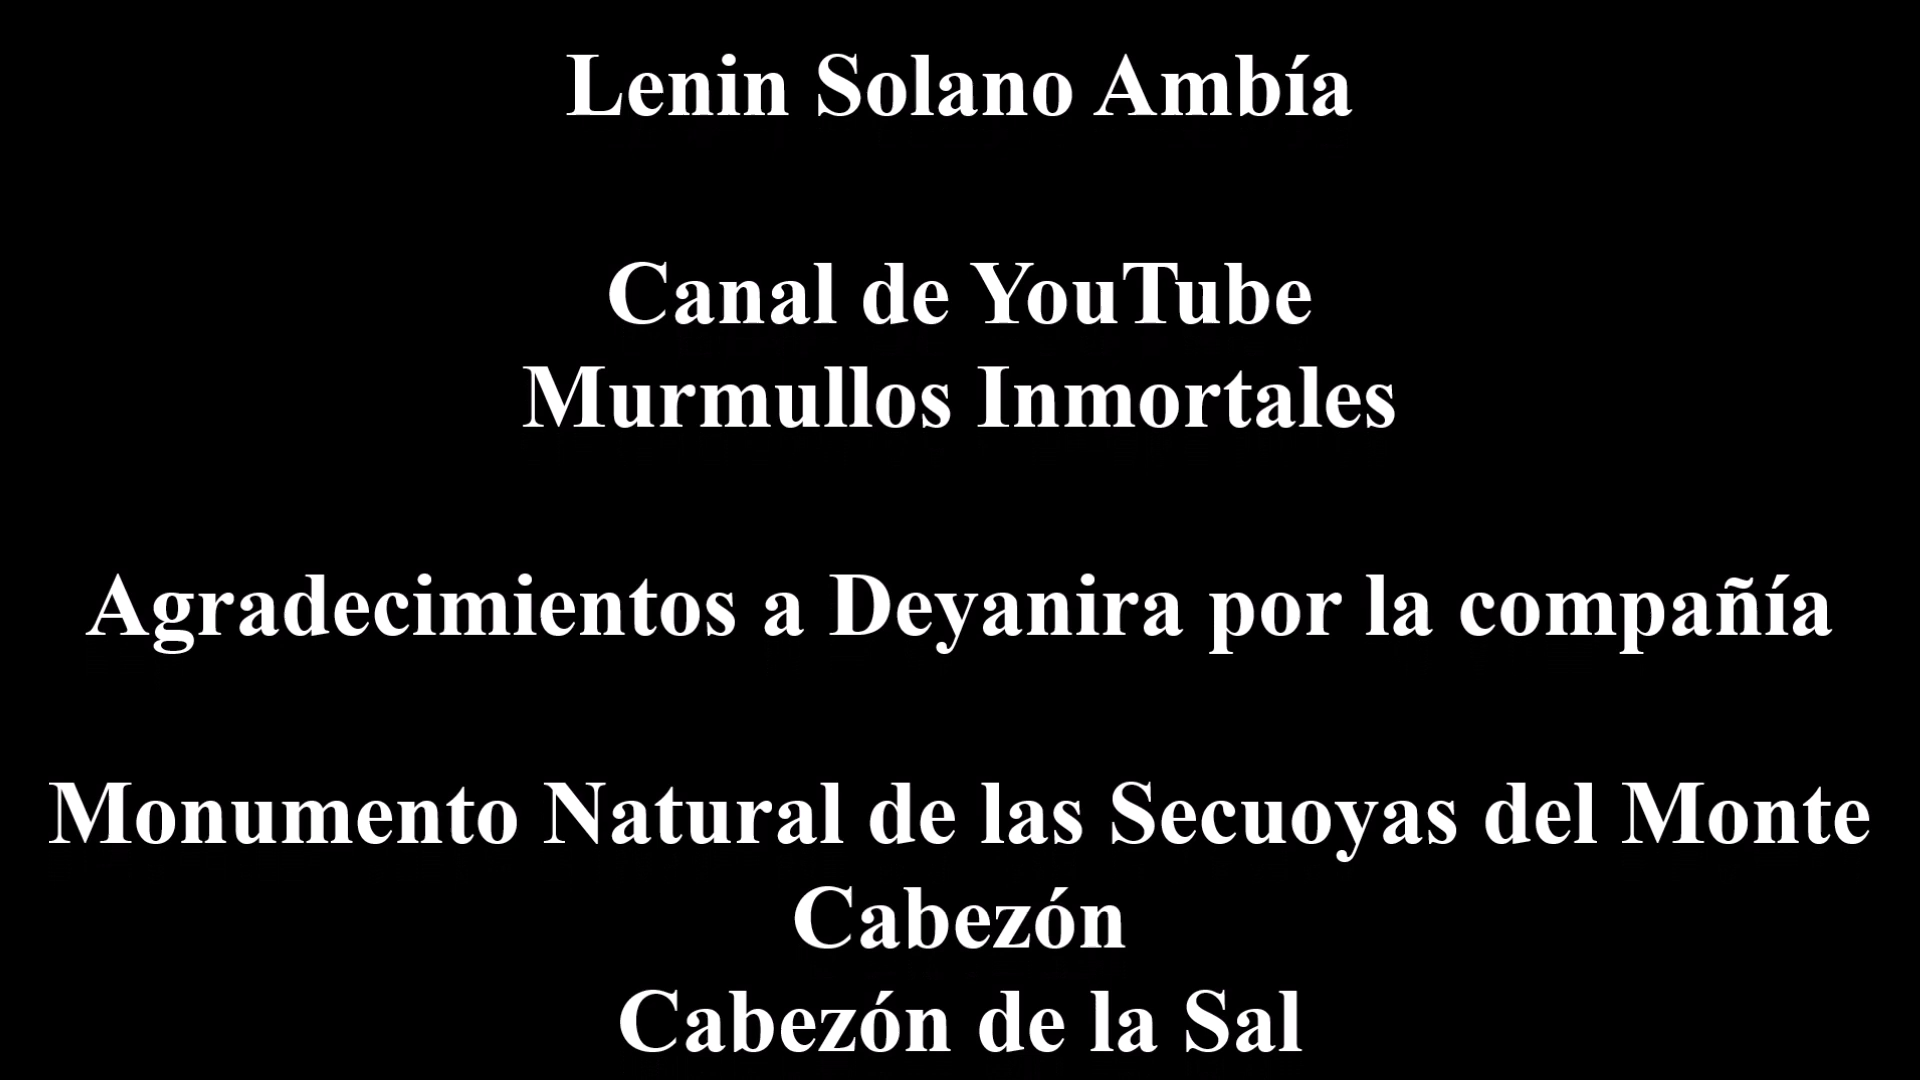 Lenin Solano Ambía
Canal de YouTube
Murmullos Inmortales
Agradecimientos a Deyanira por la compañía
Monumento Natural de las Secuoyas del Monte
Cabezón
Cabezón de la Sal